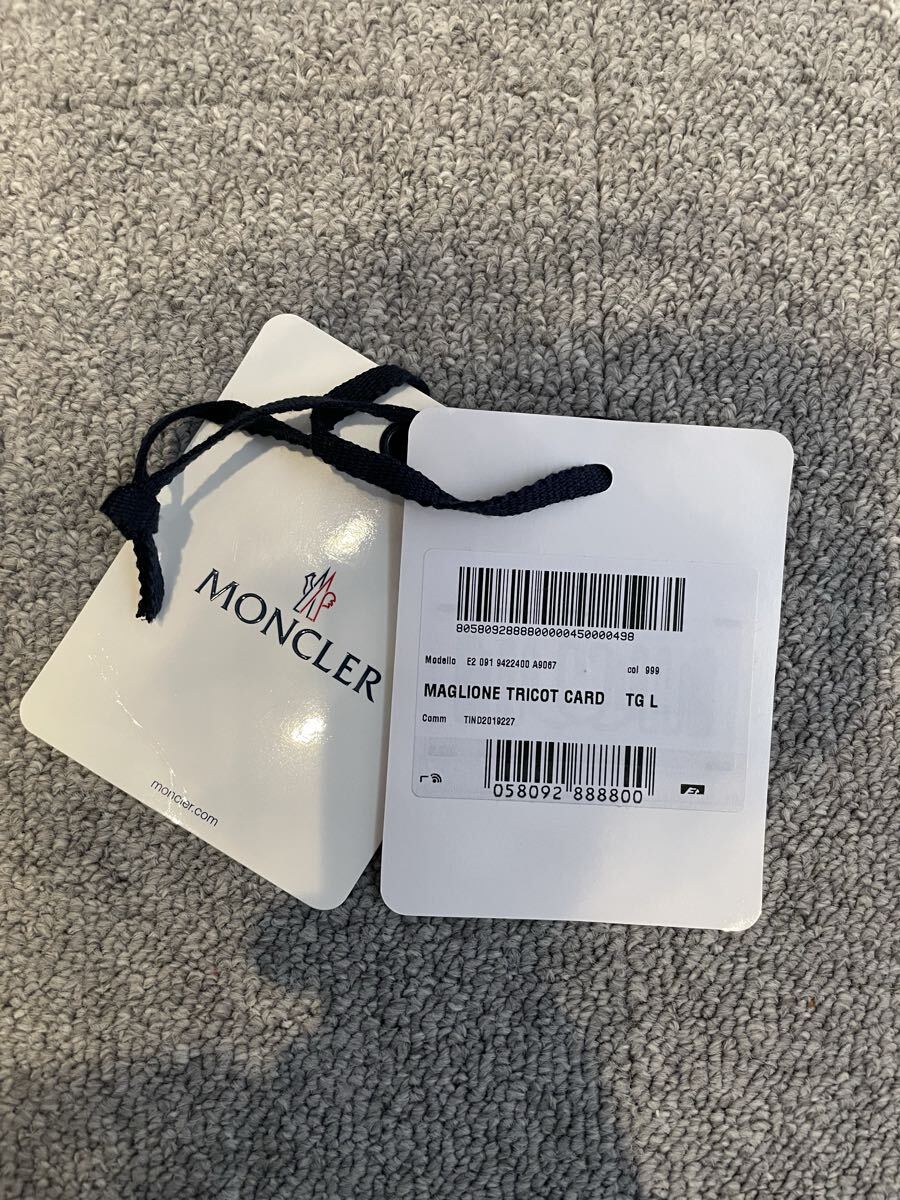 MONCLER
moncler.com
8058092888800000450000498
Modello E2 091 9422400 A9067 col 999
MAGLIONE TRICOT CARD TG L
Comm TIND2019227
058092 888800